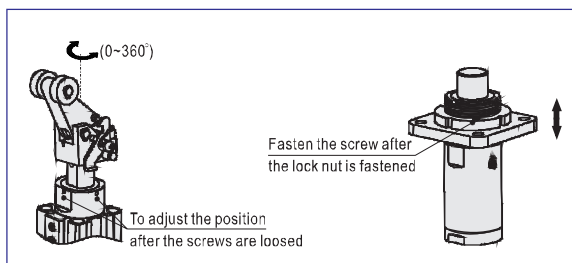 (0~360°)
To adjust the position
after the screws are loosed
Fasten the screw after
the lock nut is fastened